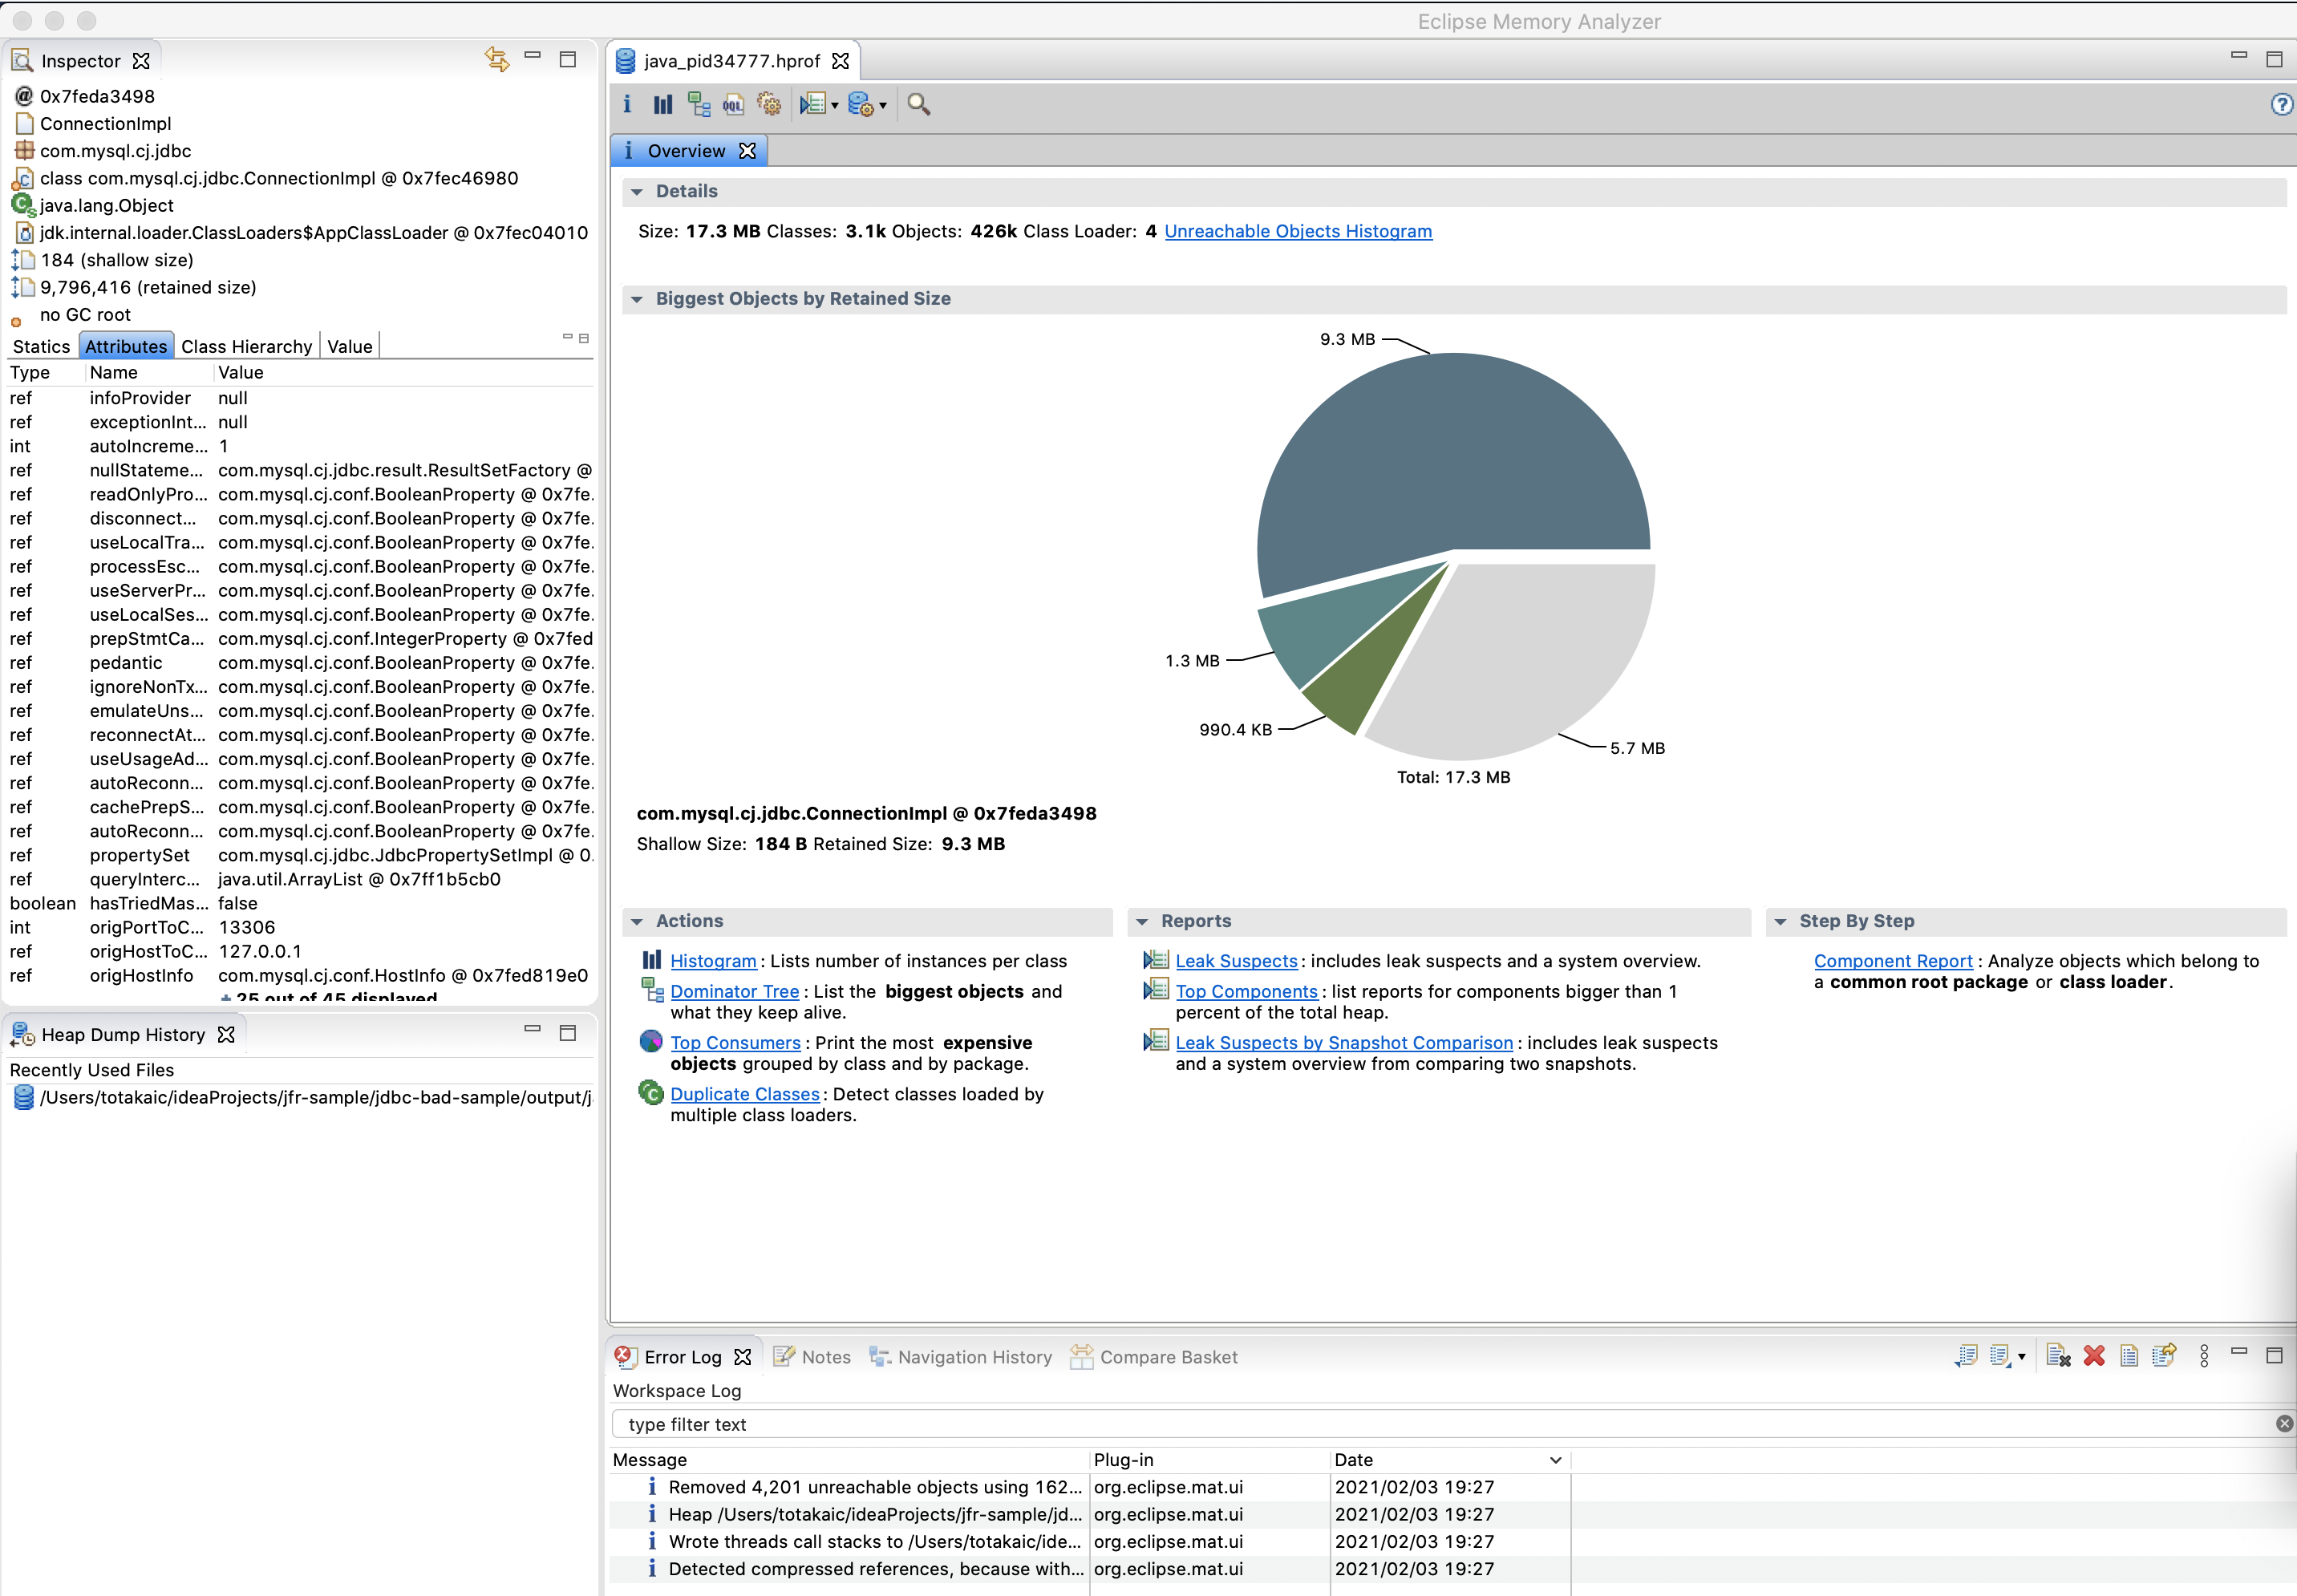 Eclipse Memory Analyzer
Inspector
0x7feda3498
ConnectionImpl
com.mysql.cj.jdbc
class com.mysql.cj.jdbc.ConnectionImpl @ 0x7fec46980
java.lang.Object
jdk.internal.loader.ClassLoaders$AppClassLoader @ 0x7fec04010
184 (shallow size)
9,796,416 (retained size)
no GC root
Statics Attributes Class Hierarchy Value
Type Name Value
ref infoProvider null
ref exceptionInt... null
int autoIncreme... 1
ref nullStateme... com.mysql.cj.jdbc.result.ResultSetFactory @
ref readOnlyPro... com.mysql.cj.conf.BooleanProperty @ 0x7fe.
ref disconnect... com.mysql.cj.conf.BooleanProperty @ 0x7fe.
ref useLocalTra... com.mysql.cj.conf.BooleanProperty @ 0x7fe.
ref processEsc... com.mysql.cj.conf.BooleanProperty @ 0x7fe.
ref useServerPr... com.mysql.cj.conf.BooleanProperty @ 0x7fe.
ref useLocalSes... com.mysql.cj.conf.BooleanProperty @ 0x7fe.
ref prepStmtCa... com.mysql.cj.conf.IntegerProperty @ 0x7fed
ref pedantic com.mysql.cj.conf.BooleanProperty @ 0x7fe.
ref ignoreNonTx... com.mysql.cj.conf.BooleanProperty @ 0x7fe.
ref emulateUns... com.mysql.cj.conf.BooleanProperty @ 0x7fe.
ref reconnectAt... com.mysql.cj.conf.BooleanProperty @ 0x7fe.
ref useUsageAd... com.mysql.cj.conf.BooleanProperty @ 0x7fe.
ref autoReconn... com.mysql.cj.conf.BooleanProperty @ 0x7fe.
ref cachePrepS... com.mysql.cj.conf.BooleanProperty @ 0x7fe.
ref autoReconn... com.mysql.cj.conf.BooleanProperty @ 0x7fe.
ref propertySet com.mysql.cj.jdbc.JdbcPropertySetImpl @ 0.
ref queryInterc... java.util.ArrayList @ 0x7ff1b5cb0
boolean hasTriedMas... false
int origPortToC... 13306
ref origHostToC... 127.0.0.1
ref origHostInfo com.mysql.cj.conf.HostInfo @ 0x7fed819e0
25 out of 45 displayed
Heap Dump History
Recently Used Files
/Users/totakaic/ideaProjects/jfr-sample/jdbc-bad-sample/output/j
java_pid34777.hprof
OQL
Overview
Details
Size: 17.3 MB Classes: 3.1k Objects: 426k Class Loader: 4 Unreachable Objects Histogram
Biggest Objects by Retained Size
9.3 MB
1.3 MB
990.4 KB
5.7 MB
Total: 17.3 MB
com.mysql.cj.jdbc.ConnectionImpl @ 0x7feda3498
Shallow Size: 184 B Retained Size: 9.3 MB
Actions
Histogram : Lists number of instances per class
Dominator Tree : List the biggest objects and
what they keep alive.
Top Consumers : Print the most expensive
objects grouped by class and by package.
Duplicate Classes : Detect classes loaded by
multiple class loaders.
Reports
Leak Suspects : includes leak suspects and a system overview.
Top Components : list reports for components bigger than 1
percent of the total heap.
Leak Suspects by Snapshot Comparison : includes leak suspects
and a system overview from comparing two snapshots.
Step By Step
Component Report : Analyze objects which belong to
a common root package or class loader.
Error Log Notes Navigation History Compare Basket
Workspace Log
type filter text
Message Plug-in Date
Removed 4,201 unreachable objects using 162... org.eclipse.mat.ui 2021/02/03 19:27
Heap /Users/totakaic/ideaProjects/jfr-sample/jd... org.eclipse.mat.ui 2021/02/03 19:27
Wrote threads call stacks to /Users/totakaic/ide... org.eclipse.mat.ui 2021/02/03 19:27
Detected compressed references, because with... org.eclipse.mat.ui 2021/02/03 19:27